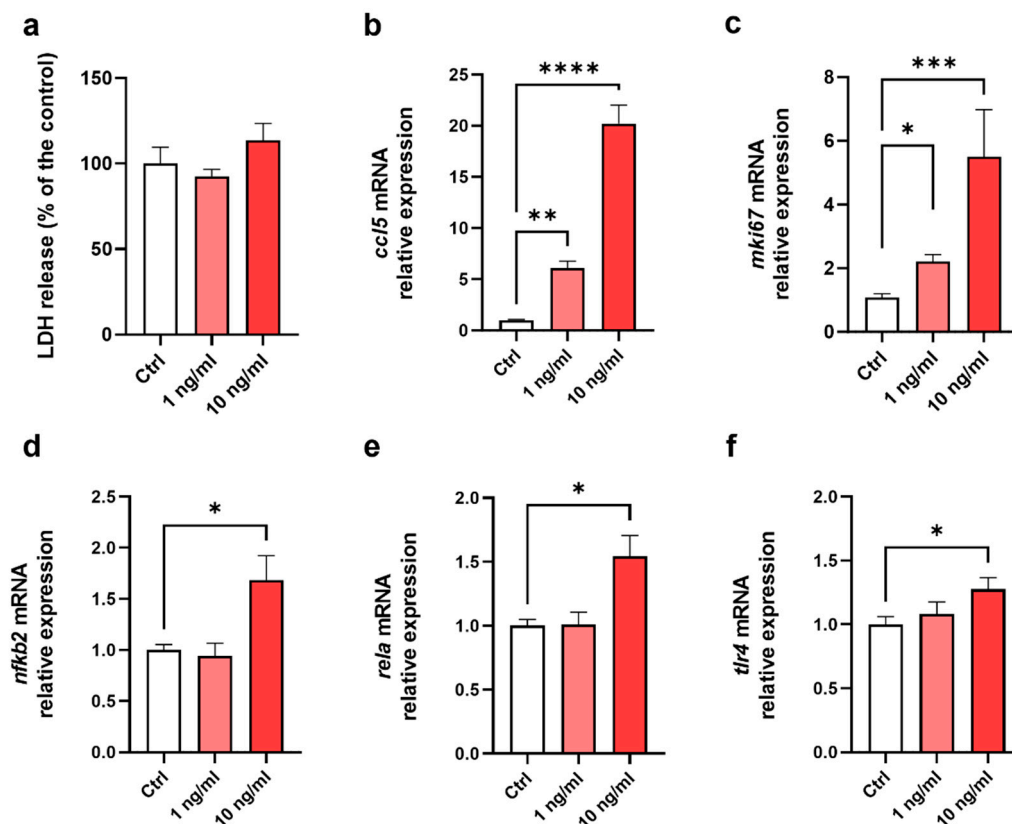 a
LDH release (% of the control)
150
100
50
0
Ctrl
1 ng/ml
10 ng/ml
b
ccl5 mRNA
relative expression
25
20
15
10
5
0
****
**
Ctrl
1 ng/ml
10 ng/ml
c
mki67 mRNA
relative expression
8
6
4
2
0
***
*
Ctrl
1 ng/ml
10 ng/ml
d
nfkb2 mRNA
relative expression
2.5
2.0
1.5
1.0
0.5
0.0
*
Ctrl
1 ng/ml
10 ng/ml
e
rela mRNA
relative expression
2.0
1.5
1.0
0.5
0.0
*
Ctrl
1 ng/ml
10 ng/ml
f
tlr4 mRNA
relative expression
2.0
1.5
1.0
0.5
0.0
*
Ctrl
1 ng/ml
10 ng/ml